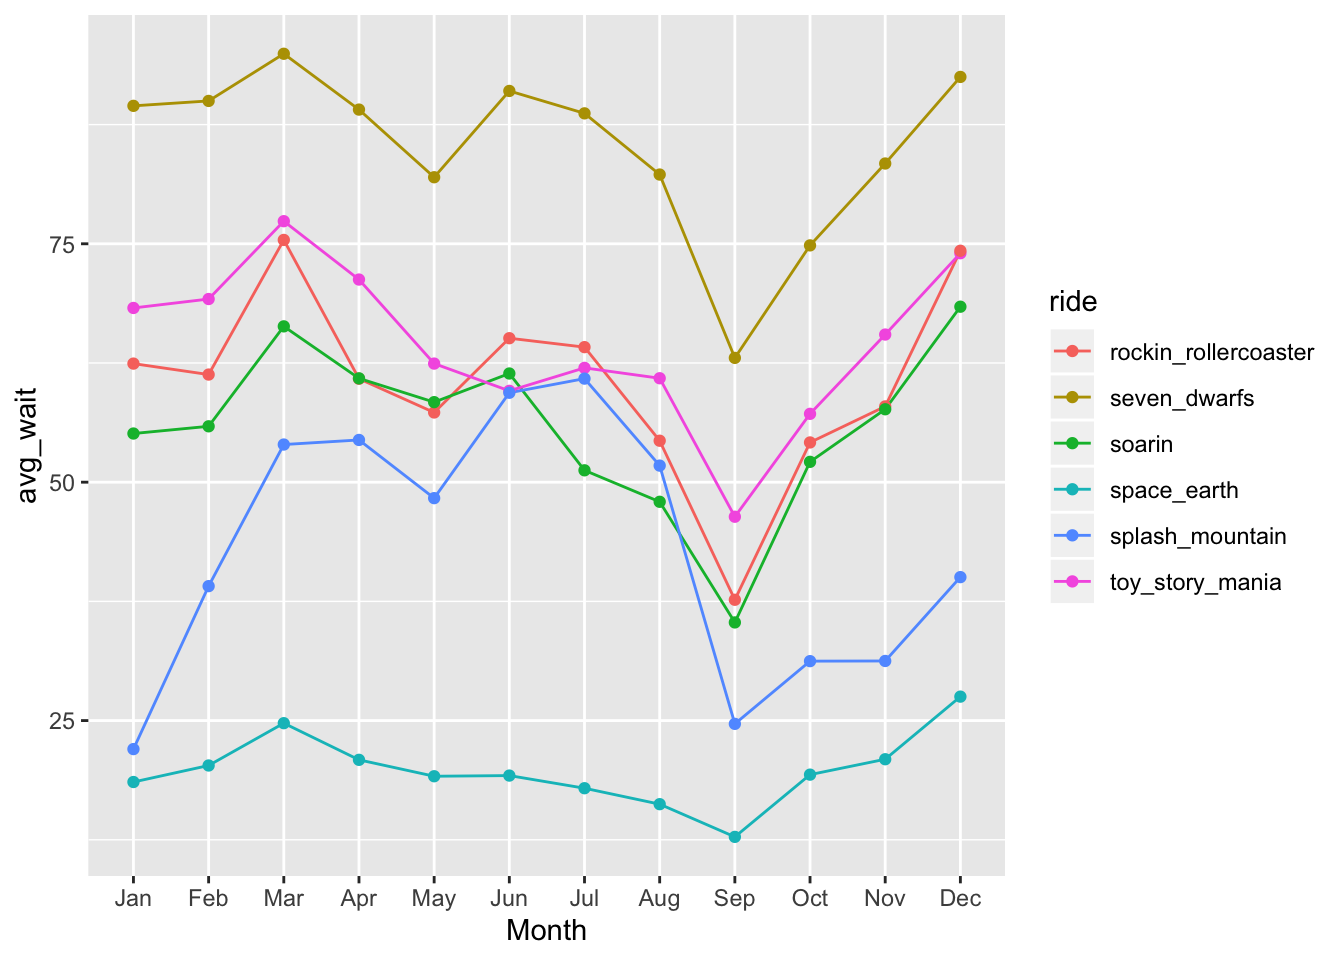 avg_wait
75
50
25
Jan Feb Mar Apr May Jun Jul Aug Sep Oct Nov Dec
Month
ride
rockin_rollercoaster
seven_dwarfs
soarin
space_earth
splash_mountain
toy_story_mania